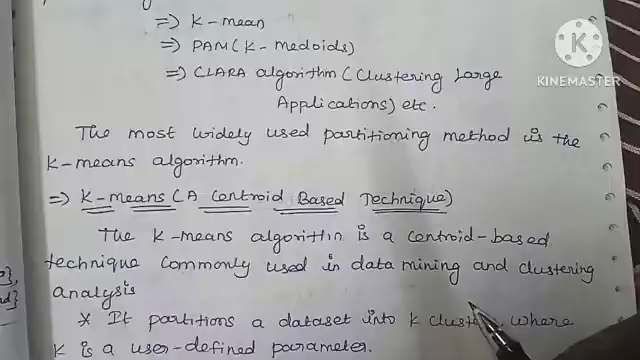 => K-mean
=> PAM (K-medoids)
=> CLARA algorithm (Clustering Large
Applications) etc.
The most widely used partitioning method is the
K-means algorithm.
=> K-means (A Centroid Based Technique)
The K-means algorithm is a centroid-based
technique commonly used in data mining and clustering
analysis
* It partitions a dataset into K where
K is a user-defined parameter.
K
KINEMASTER